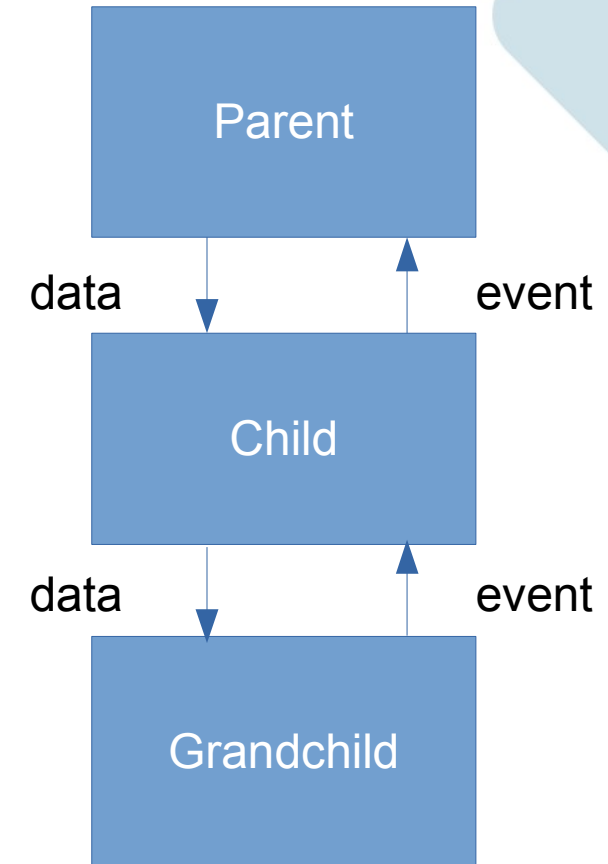 Parent
data
event
Child
data
event
Grandchild